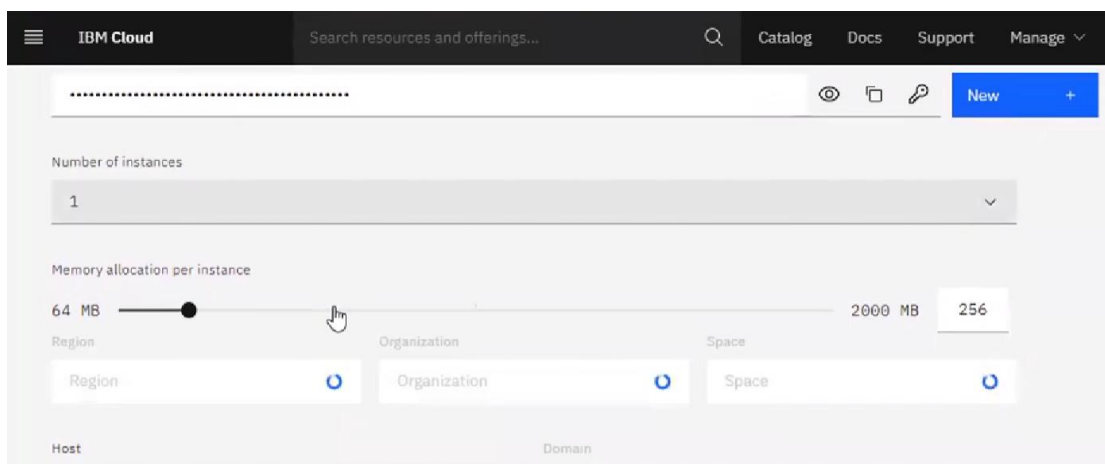 IBM Cloud Search resources and offerings... Catalog Docs Support Manage
•••••••••••••••••••••••••••••••••••••••••••• New +
Number of instances
1
Memory allocation per instance
64 MB 2000 MB 256
Region Organization Space
Region Organization Space
Host Domain